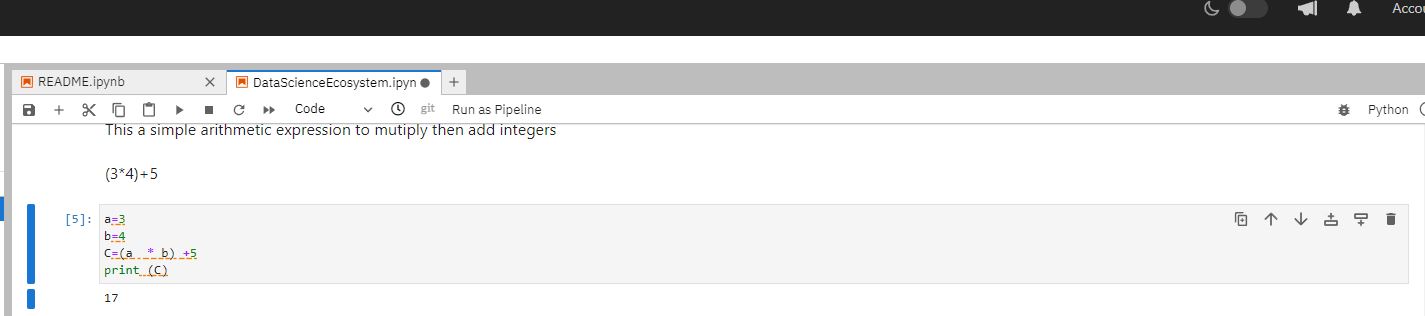 Accou
README.ipynb
DataScienceEcosystem.ipyn
Code git Run as Pipeline Python
This a simple arithmetic expression to mutiply then add integers
(3*4)+5
[5]: a=3
b=4
C=(a * b) +5
print (C)
17